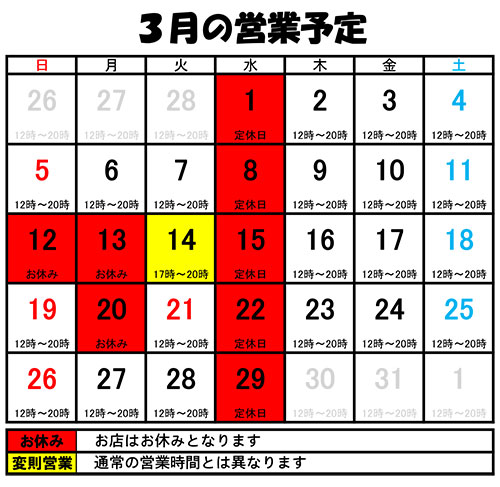 ３月の営業予定
日 月 火 水 木 金 土
26 27 28 1 2 3 4
12時～20時 12時～20時 12時～20時 定休日 12時～20時 12時～20時 12時～20時
5 6 7 8 9 10 11
12時～20時 12時～20時 12時～20時 定休日 12時～20時 12時～20時 12時～20時
12 13 14 15 16 17 18
お休み お休み 17時～20時 定休日 12時～20時 12時～20時 12時～20時
19 20 21 22 23 24 25
12時～20時 お休み 12時～20時 定休日 12時～20時 12時～20時 12時～20時
26 27 28 29 30 31 1
12時～20時 12時～20時 12時～20時 定休日 12時～20時 12時～20時 12時～20時
お休み お店はお休みとなります
変則営業 通常の営業時間とは異なります